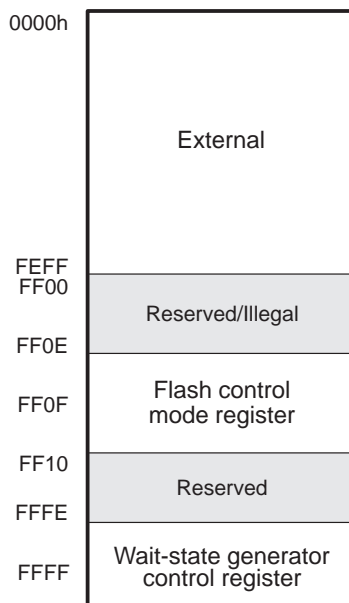 0000h
External
FEFF
FF00
Reserved/Illegal
FF0E
FF0F
Flash control
mode register
FF10
Reserved
FFFE
FFFF
Wait-state generator
control register